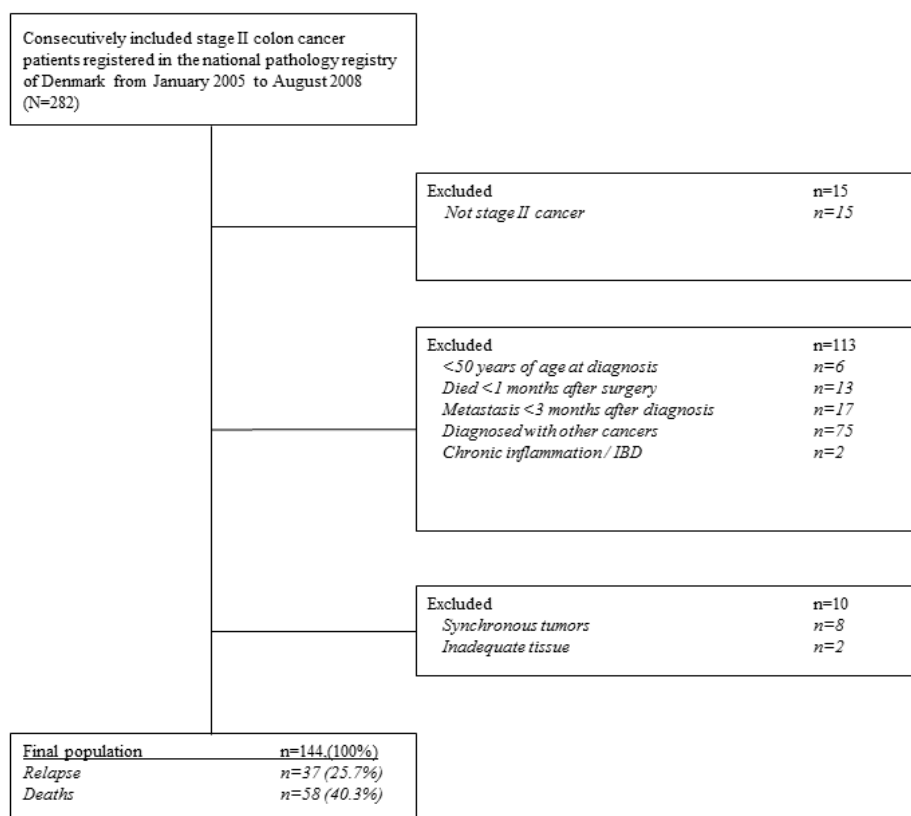 Consecutively included stage II colon cancer
patients registered in the national pathology registry
of Denmark from January 2005 to August 2008
(N=282)
Excluded n=15
Not stage II cancer n=15
Excluded n=113
<50 years of age at diagnosis n=6
Died <1 months after surgery n=13
Metastasis <3 months after diagnosis n=17
Diagnosed with other cancers n=75
Chronic inflammation/ IBD n=2
Excluded n=10
Synchronous tumors n=8
Inadequate tissue n=2
Final population n=144,(100%)
Relapse n=37 (25.7%)
Deaths n=58 (40.3%)